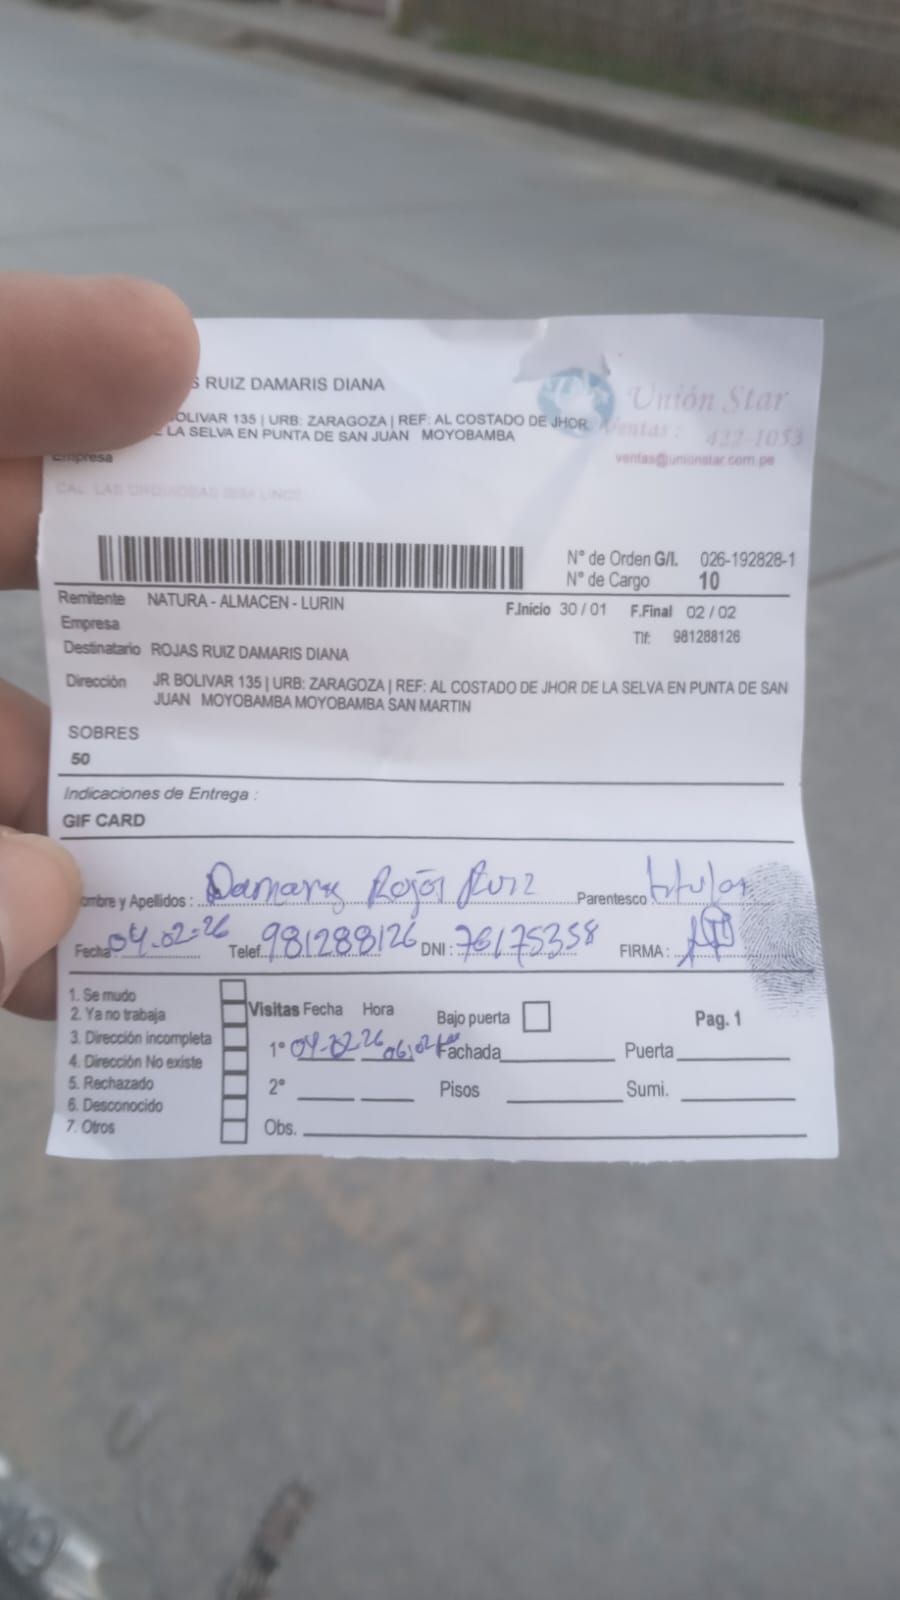 S RUIZ DAMARIS DIANA
OLIVAR 135 | URB: ZARAGOZA | REF: AL COSTADO DE JHOR
LA SELVA EN PUNTA DE SAN JUAN MOYOBAMBA
Unión Star
Ventas : 422-1053
ventas@unionstar.com.pe
Empresa
CAL. LAS ORQUIDEAS LINCE
N° de Orden G/I. 026-192828-1
N° de Cargo 10
Remitente NATURA - ALMACEN - LURIN
F.Inicio 30 / 01 F.Final 02 / 02
Empresa
Tlf: 981288126
Destinatario ROJAS RUIZ DAMARIS DIANA
Dirección JR BOLIVAR 135 | URB: ZARAGOZA | REF: AL COSTADO DE JHOR DE LA SELVA EN PUNTA DE SAN
JUAN MOYOBAMBA MOYOBAMBA SAN MARTIN
SOBRES
50
Indicaciones de Entrega :
GIF CARD
ombre y Apellidos : Damarys Rojas Ruiz Parentesco titular
Fecha 04-02-26 Telef. 981288126 DNI : 76175358 FIRMA :
1. Se mudo
2. Ya no trabaja
3. Dirección incompleta
4. Dirección No existe
5. Rechazado
6. Desconocido
7. Otros
Visitas Fecha Hora Bajo puerta Pag. 1
1° 04-02-26 Fachada Puerta
2° Pisos Sumi.
Obs.